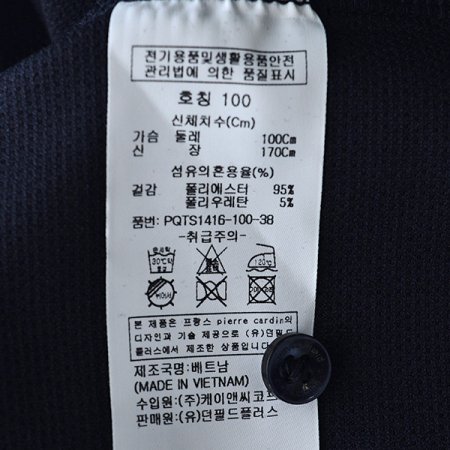 전기용품및생활용품안전
관리법에 의한 품질표시
호칭 100
신체치수(Cm)
가슴 둘레 100Cm
신 장 170Cm
섬유의혼용율(%)
겉감 폴리에스터 95%
폴리우레탄 5%
품번: PQTS1416-100-38
-취급주의-
30℃
120℃
본 제품은 프랑스 pierre cardin의
디자인과 기술 제공으로 (유)던필드
플러스에서 제조한 상품입니다.
제조국명:베트남
(MADE IN VIETNAM)
수입원: (주)케이앤씨코프
판매원: (유)던필드플러스